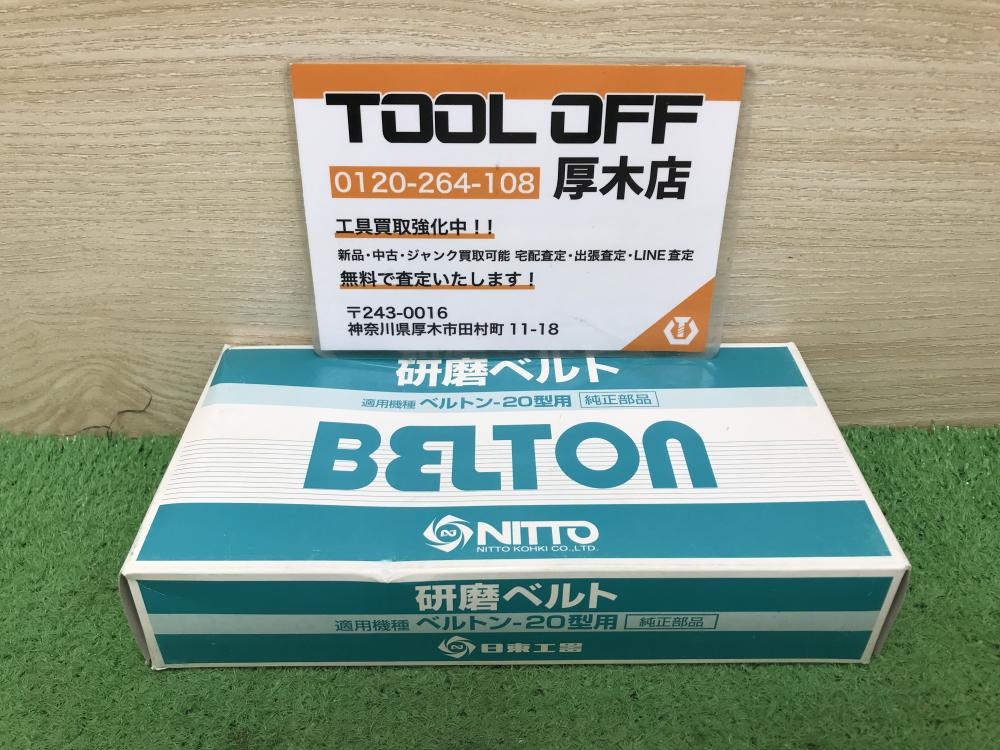 TOOL OFF
0120-264-108 厚木店
工具買取強化中!!
新品・中古・ジャンク買取可能 宅配査定・出張査定・LINE査定
無料で査定いたします!
〒243-0016
神奈川県厚木市田村町 11-18
研磨ベルト
適用機種 ベルトン-20型用 純正部品
BELTON
NITTO
NITTO KOHKI CO.,LTD.
研磨ベルト
適用機種 ベルトン-20型用 純正部品
日東工器